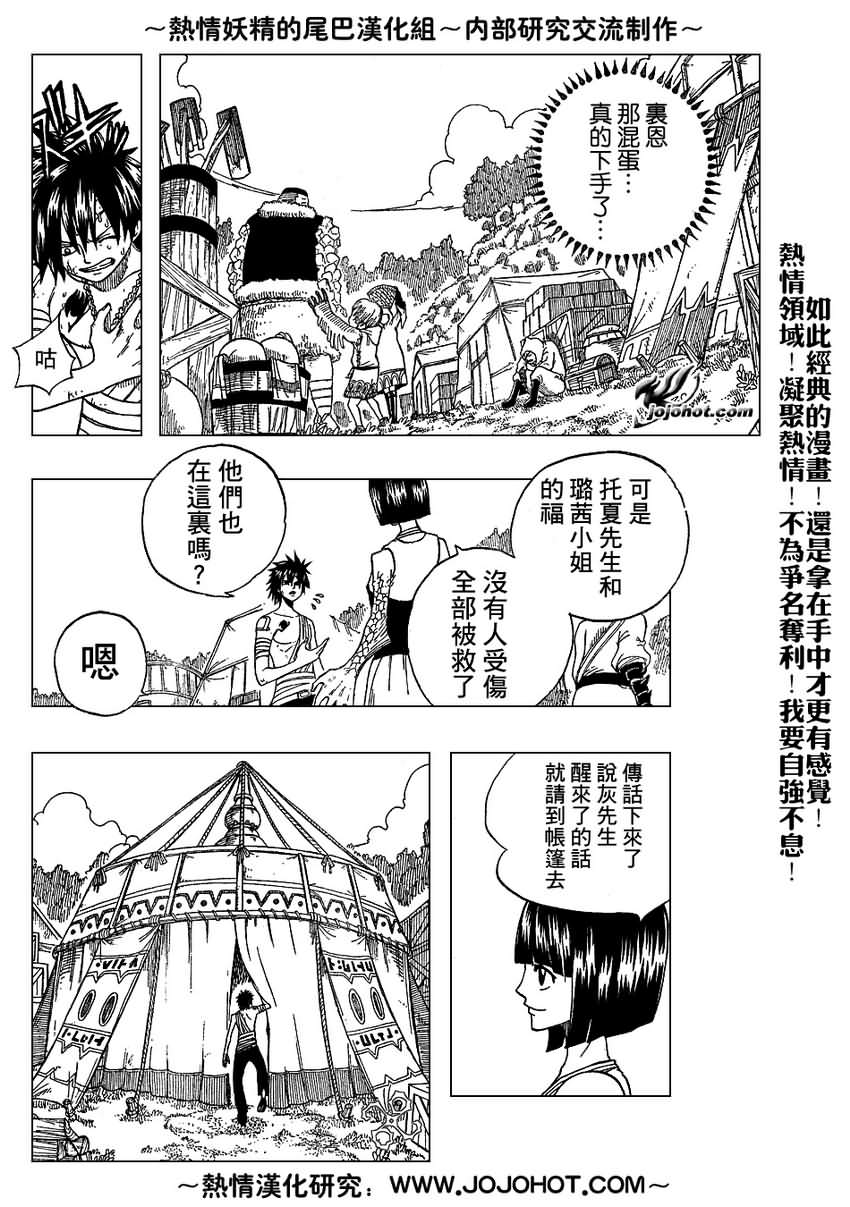 ～熱情妖精的尾巴漢化組～内部研究交流制作～
裏恩
那混蛋…
真的下手了…
jojohot.com
咕
可是
托夏先生和
璐茜小姐
的福
沒有人受傷
全部被救了
他們也
在這裏嗎？
嗯
傳話下來了
說灰先生
醒來了的話
就請到帳篷去
如此經典的漫畫！還是拿在手中才更有感覺！
熱情領域！凝聚熱情！不為爭名奪利！我要自強不息！
～熱情漢化研究：WWW.JOJOHOT.COM～